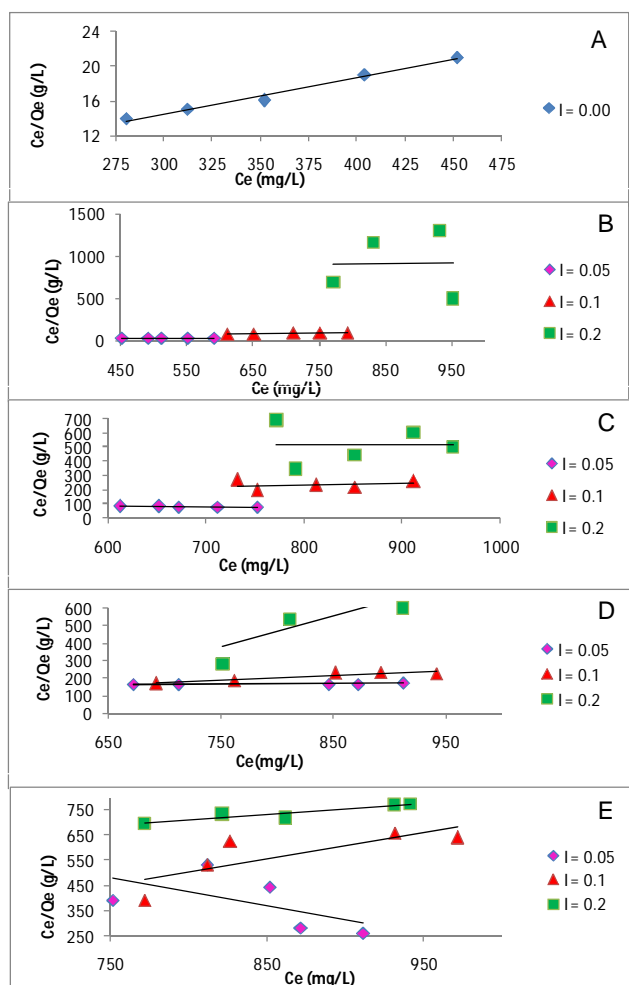 A
Ce/Qe (g/L)
24
20
16
12
275 300 325 350 375 400 425 450 475
Ce (mg/L)
I = 0.00
B
Ce/Qe (g/L)
1500
1000
500
0
450 550 650 750 850 950
Ce (mg/L)
I = 0.05
I = 0.1
I = 0.2
C
Ce/Qe (g/L)
700
600
500
400
300
200
100
0
600 700 800 900 1000
Ce (mg/L)
I = 0.05
I = 0.1
I = 0.2
D
Ce/Qe (g/L)
600
500
400
300
200
100
0
650 750 850 950
Ce(mg/L)
I = 0.05
I = 0.1
I = 0.2
E
Ce/Qe (g/L)
750
650
550
450
350
250
750 850 950
Ce (mg/L)
I = 0.05
I = 0.1
I = 0.2